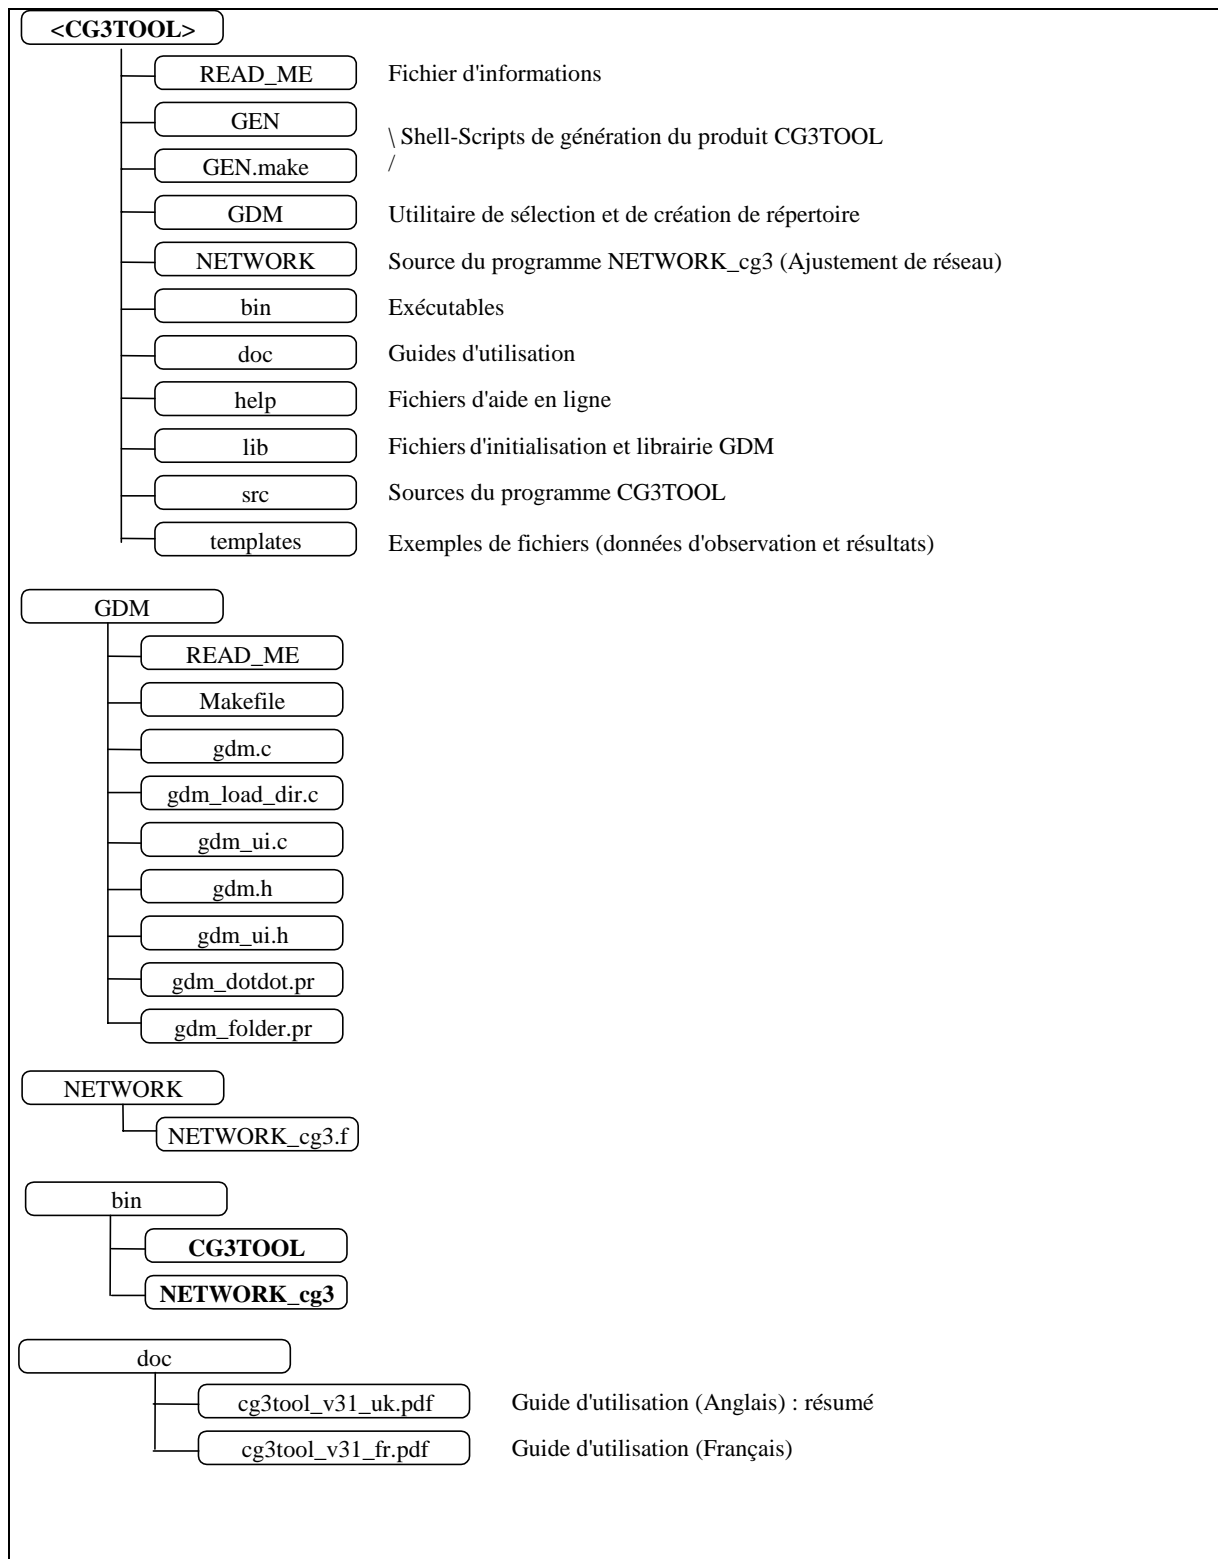 <CG3TOOL>
READ_ME Fichier d'informations
GEN
\ Shell-Scripts de génération du produit CG3TOOL
GEN.make /
GDM Utilitaire de sélection et de création de répertoire
NETWORK Source du programme NETWORK_cg3 (Ajustement de réseau)
bin Exécutables
doc Guides d'utilisation
help Fichiers d'aide en ligne
lib Fichiers d'initialisation et librairie GDM
src Sources du programme CG3TOOL
templates Exemples de fichiers (données d'observation et résultats)
GDM
READ_ME
Makefile
gdm.c
gdm_load_dir.c
gdm_ui.c
gdm.h
gdm_ui.h
gdm_dotdot.pr
gdm_folder.pr
NETWORK
NETWORK_cg3.f
bin
CG3TOOL
NETWORK_cg3
doc
cg3tool_v31_uk.pdf Guide d'utilisation (Anglais) : résumé
cg3tool_v31_fr.pdf Guide d'utilisation (Français)